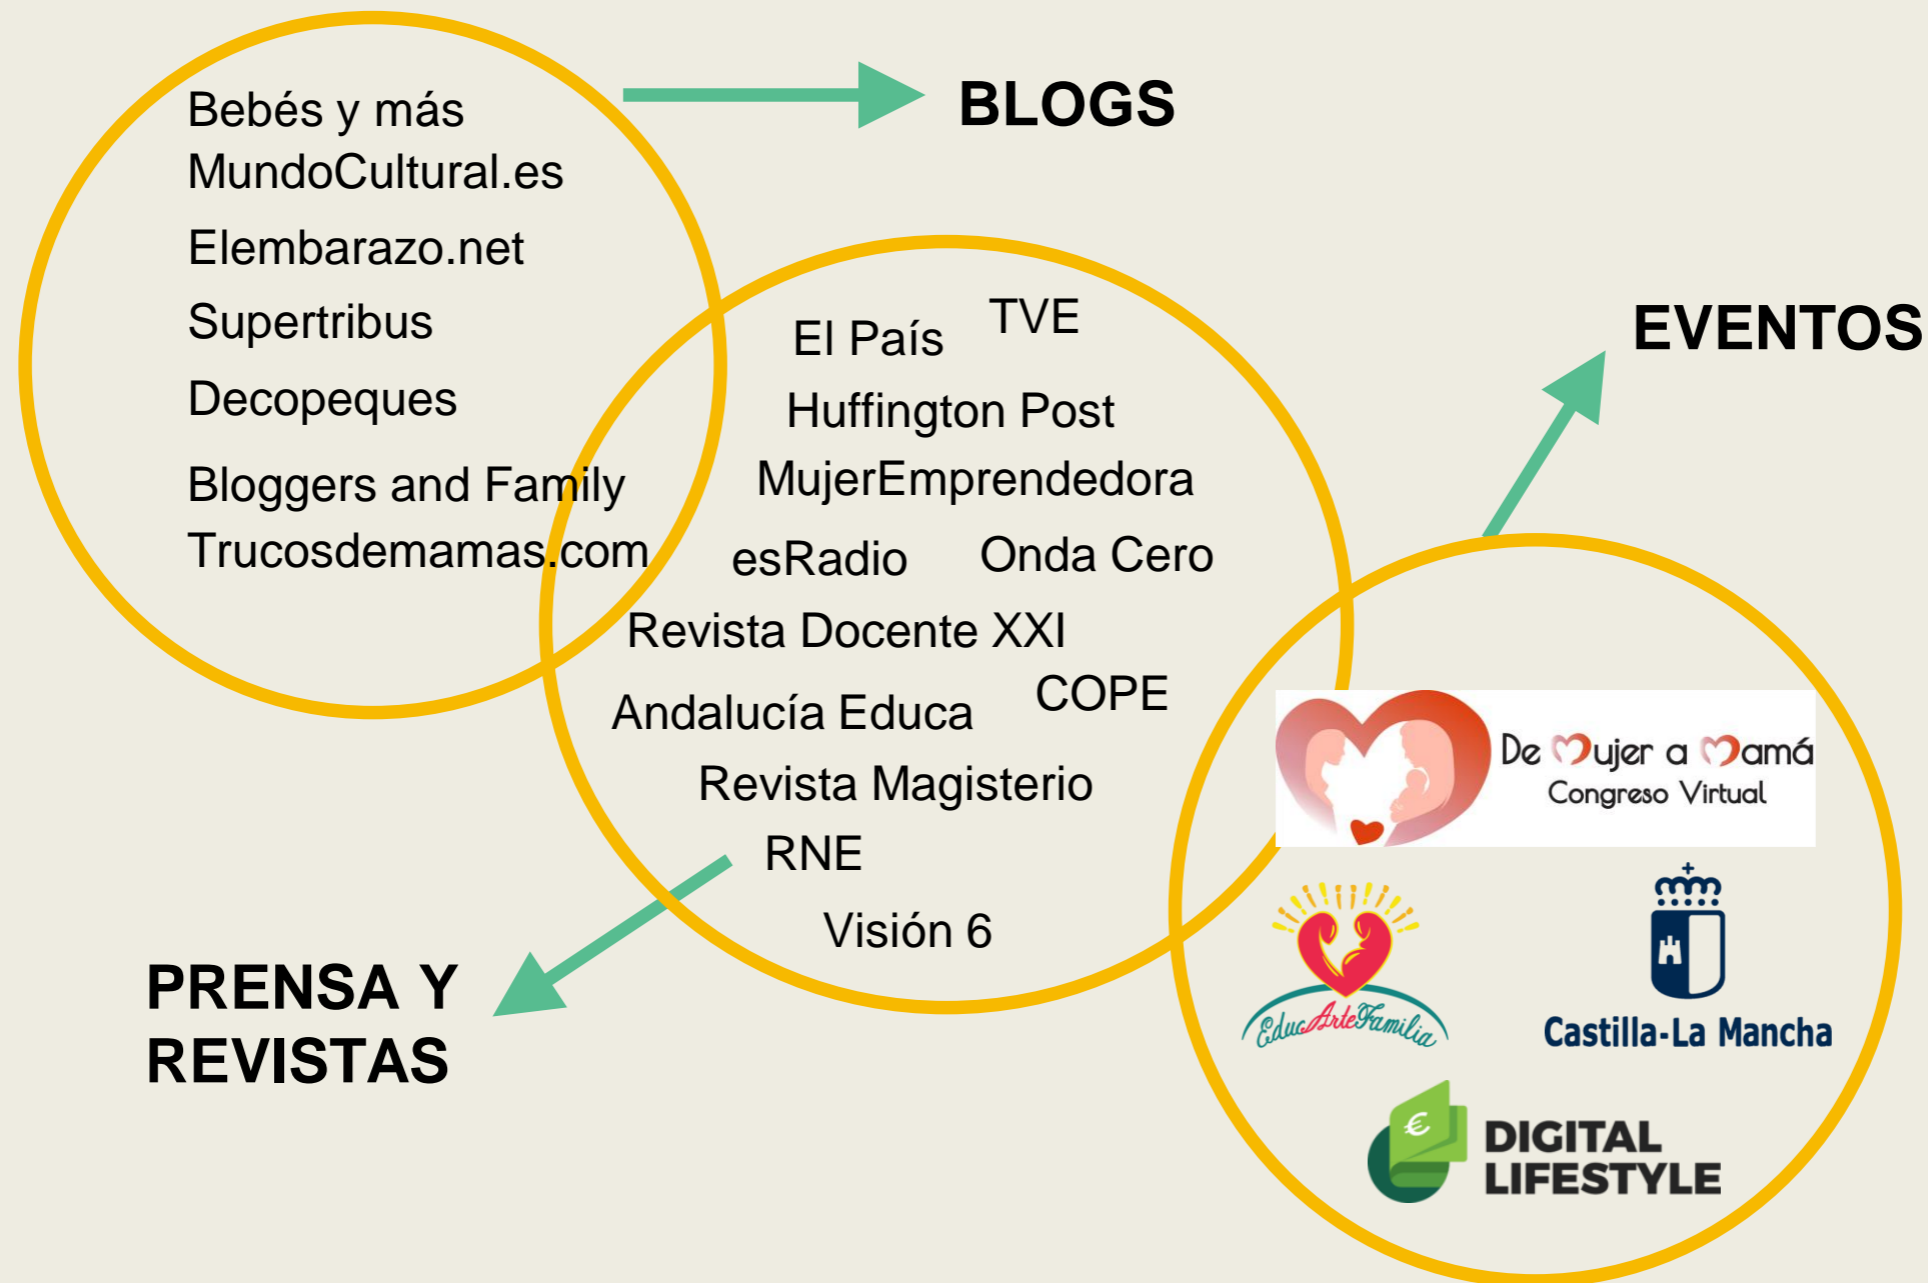 BLOGS
Bebés y más
MundoCultural.es
Elembarazo.net
Supertribus
Decopeques
Bloggers and Family
Trucosdemamas.com
El País
TVE
Huffington Post
MujerEmprendedora
esRadio
Onda Cero
Revista Docente XXI
COPE
Andalucía Educa
Revista Magisterio
RNE
Visión 6
PRENSA Y
REVISTAS
EVENTOS
De Mujer a Mamá
Congreso Virtual
EducArteFamilia
Castilla-La Mancha
€
DIGITAL
LIFESTYLE